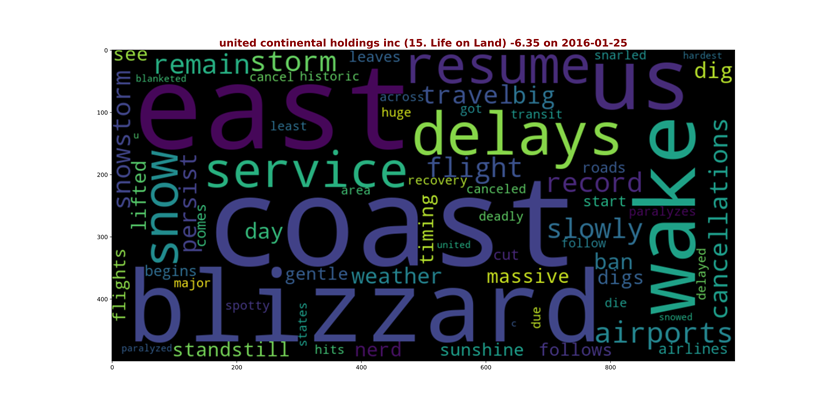 united continental holdings inc (15. Life on Land) -6.35 on 2016-01-25
0
100
200
300
400
0
200
400
600
800
see
remain
storm
leaves
resume
snarled
hardest
us
dig
blanketed
cancel
historic
east
across
travel
big
huge
got
transit
least
delays
c
snowstorm
lifted
snow
persist
service
flight
roads
recovery
canceled
record
area
start
paralyzes
wake
cancellations
comes
coast
day
timing
deadly
slowly
united
follow
cut
delayed
flights
begins
major
gentle
weather
massive
ban
digs
blizzard
spotty
states
due
die
snowed
c
airports
paralyzed
standstill
hits
nerd
sunshine
follows
airlines